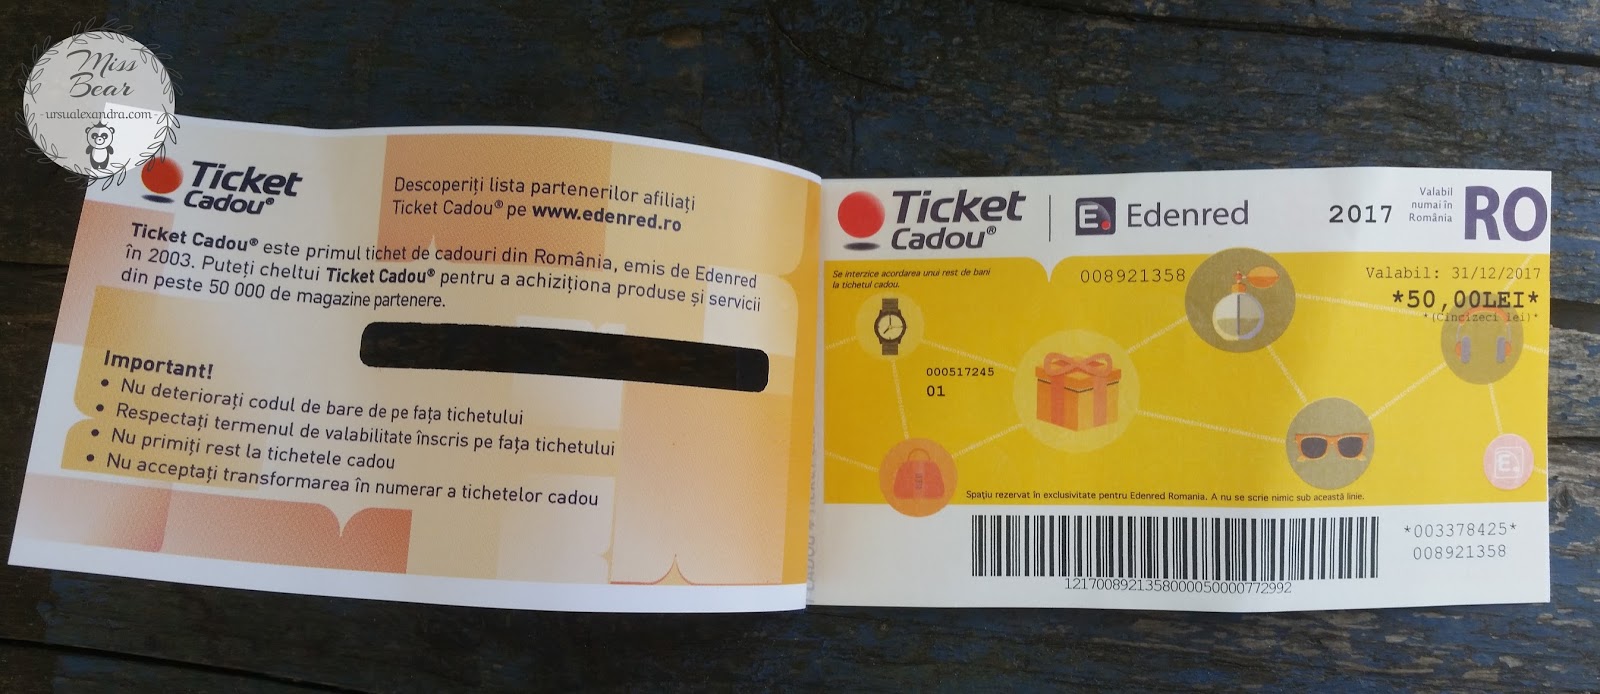 Miss
Bear
-ursualexandra.com-
Ticket
Cadou®
Descoperiți lista partenerilor afiliați
Ticket Cadou® pe www.edenred.ro
Ticket Cadou® este primul tichet de cadouri din România, emis de Edenred
în 2003. Puteți cheltui Ticket Cadou® pentru a achiziționa produse și servicii
din peste 50 000 de magazine partenere.
Important!
• Nu deteriorați codul de bare de pe fața tichetului
• Respectați termenul de valabilitate înscris pe fața tichetului
• Nu primiți rest la tichetele cadou
• Nu acceptați transformarea în numerar a tichetelor cadou
Ticket
Cadou®
E. Edenred
2017
Valabil
numai în
România
RO
Se interzice acordarea unui rest de bani
la tichetul cadou.
008921358
Valabil: 31/12/2017
*50,00LEI*
*(Cincizeci lei)*
000517245
01
E.
Spațiu rezervat în exclusivitate pentru Edenred Romania. A nu se scrie nimic sub această linie.
*003378425*
008921358
1217008921358000050000772992